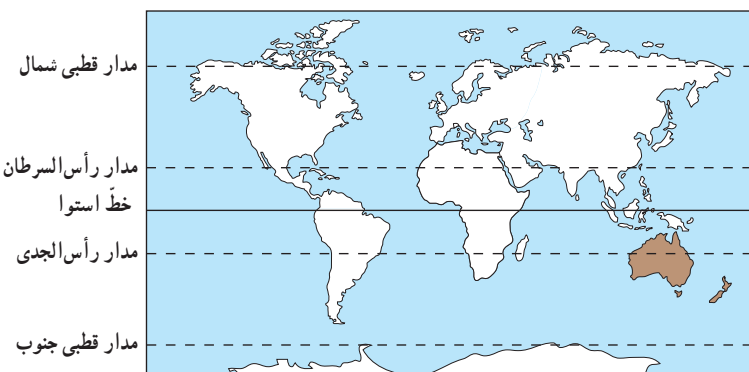 مدار قطبی شمال
مدار رأس‌السرطان
خطّ استوا
مدار رأس‌الجدی
مدار قطبی جنوب